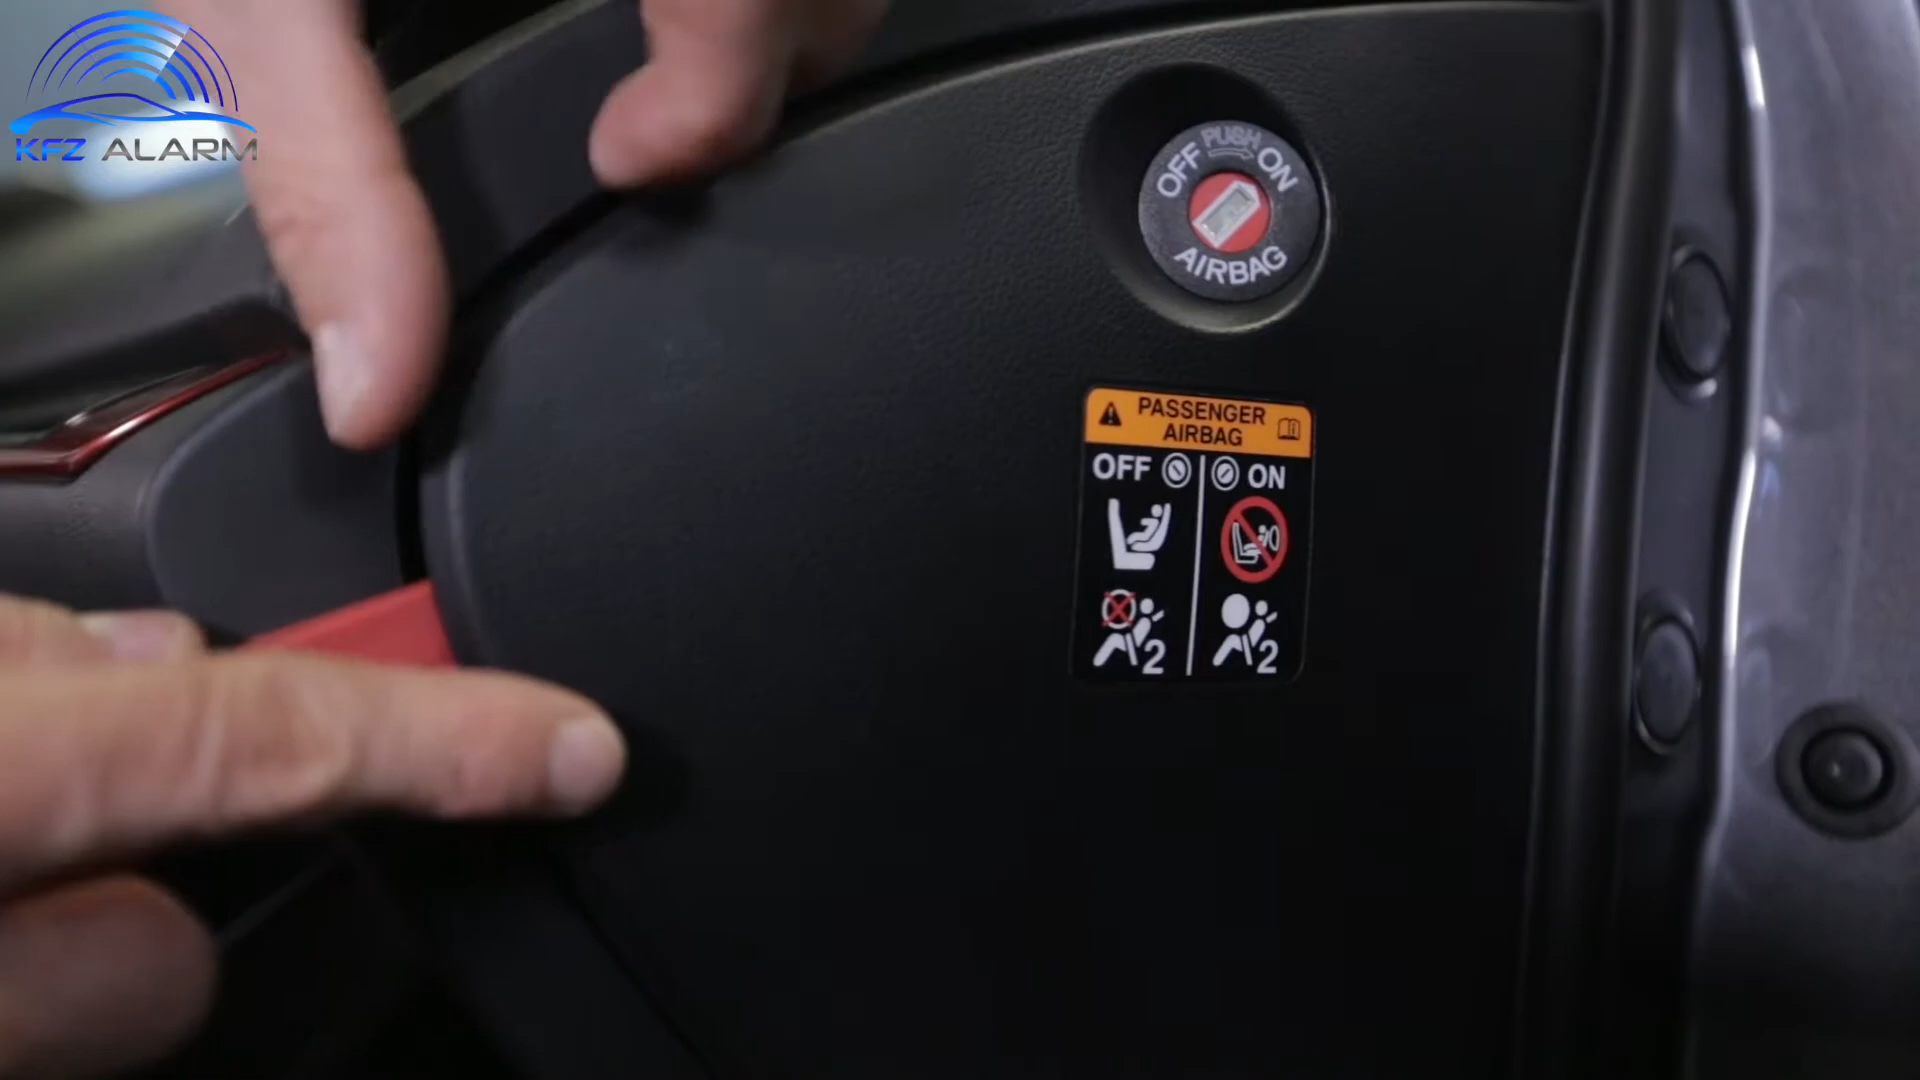 KFZ ALARM
OFF PUSH ON
AIRBAG
PASSENGER
AIRBAG
OFF ON
2 2